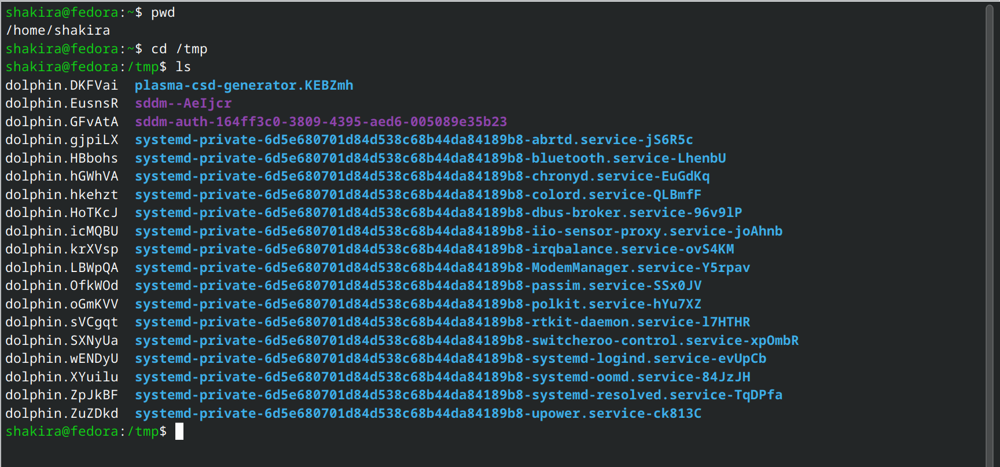 shakira@fedora:~$ pwd
/home/shakira
shakira@fedora:~$ cd /tmp
shakira@fedora:/tmp$ ls
dolphin.DKFVai  plasma-csd-generator.KEBZmh
dolphin.EusnsR  sddm--AeIjcr
dolphin.GFvAtA  sddm-auth-164ff3c0-3809-4395-aed6-005089e35b23
dolphin.gjpiLX  systemd-private-6d5e680701d84d538c68b44da84189b8-abrtd.service-jS6R5c
dolphin.HBbohs  systemd-private-6d5e680701d84d538c68b44da84189b8-bluetooth.service-LhenbU
dolphin.hGWhVA  systemd-private-6d5e680701d84d538c68b44da84189b8-chronyd.service-EuGdKq
dolphin.hkehzt  systemd-private-6d5e680701d84d538c68b44da84189b8-colord.service-QLBmfF
dolphin.HoTKcJ  systemd-private-6d5e680701d84d538c68b44da84189b8-dbus-broker.service-96v9lP
dolphin.icMQBU  systemd-private-6d5e680701d84d538c68b44da84189b8-iio-sensor-proxy.service-joAhnb
dolphin.krXVsp  systemd-private-6d5e680701d84d538c68b44da84189b8-irqbalance.service-ovS4KM
dolphin.LBWpQA  systemd-private-6d5e680701d84d538c68b44da84189b8-ModemManager.service-Y5rpav
dolphin.OfkWOd  systemd-private-6d5e680701d84d538c68b44da84189b8-passim.service-SSx0JV
dolphin.oGmKVV  systemd-private-6d5e680701d84d538c68b44da84189b8-polkit.service-hYu7XZ
dolphin.sVCgqt  systemd-private-6d5e680701d84d538c68b44da84189b8-rtkit-daemon.service-l7HTHR
dolphin.SXNyUa  systemd-private-6d5e680701d84d538c68b44da84189b8-switcheroo-control.service-xpOmbR
dolphin.wENDyU  systemd-private-6d5e680701d84d538c68b44da84189b8-systemd-logind.service-evUpCb
dolphin.XYuilu  systemd-private-6d5e680701d84d538c68b44da84189b8-systemd-oomd.service-84JzJH
dolphin.ZpJkBF  systemd-private-6d5e680701d84d538c68b44da84189b8-systemd-resolved.service-TqDPfa
dolphin.ZuZDkd  systemd-private-6d5e680701d84d538c68b44da84189b8-upower.service-ck813C
shakira@fedora:/tmp$